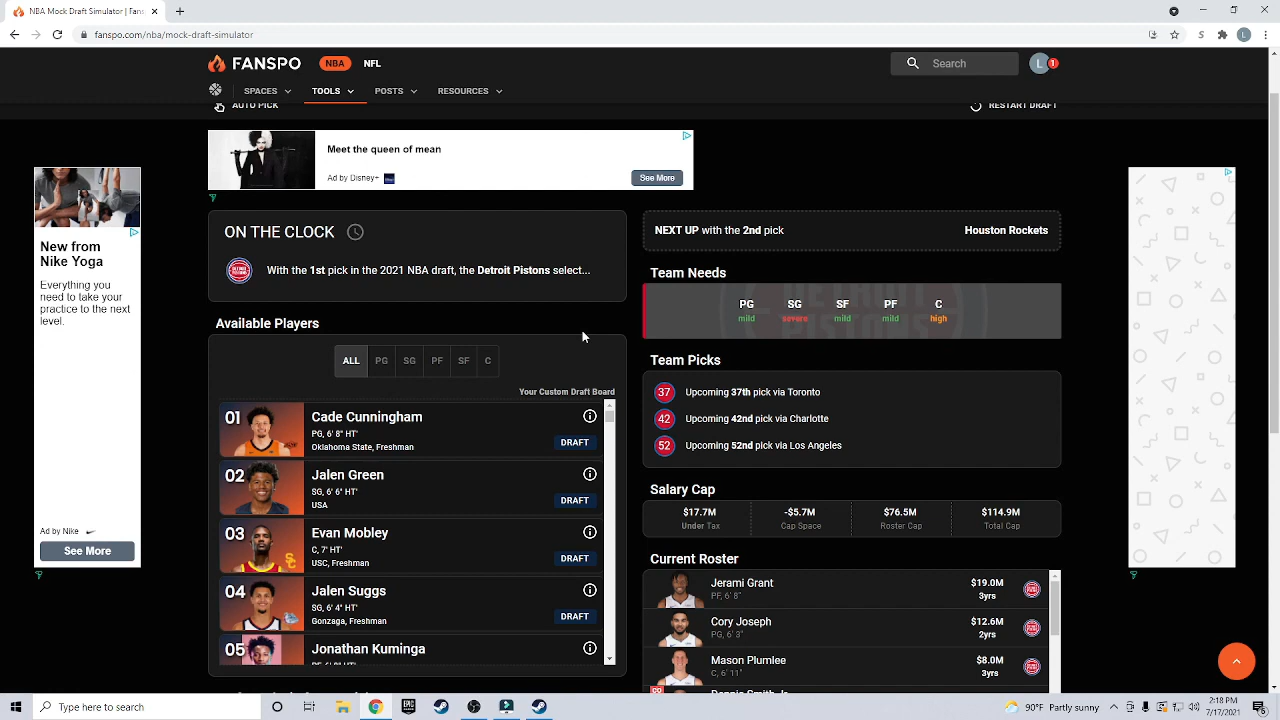 NBA Mock Draft Simulator | Fans
fanspo.com/nba/mock-draft-simulator
S
L
FANSPO
NBA
NFL
Search
L
1
SPACES
TOOLS
POSTS
RESOURCES
AUTO PICK
RESTART DRAFT
Meet the queen of mean
Ad by Disney+
See More
New from
Nike Yoga
Everything you
need to take your
practice to the next
level.
Ad by Nike
See More
ON THE CLOCK
With the 1st pick in the 2021 NBA draft, the Detroit Pistons select...
Available Players
ALL
PG
SG
PF
SF
C
Your Custom Draft Board
01
Cade Cunningham
PG, 6' 8" HT'
Oklahoma State, Freshman
DRAFT
02
Jalen Green
SG, 6' 6" HT'
USA
DRAFT
03
Evan Mobley
C, 7' HT'
USC, Freshman
DRAFT
04
Jalen Suggs
SG, 6' 4" HT'
Gonzaga, Freshman
DRAFT
05
Jonathan Kuminga
NEXT UP with the 2nd pick
Houston Rockets
Team Needs
PG
SG
SF
PF
C
mild
severe
mild
mild
high
Team Picks
37
Upcoming 37th pick via Toronto
42
Upcoming 42nd pick via Charlotte
52
Upcoming 52nd pick via Los Angeles
Salary Cap
$17.7M
-$5.7M
$76.5M
$114.9M
Under Tax
Cap Space
Roster Cap
Total Cap
Current Roster
Jerami Grant
PF, 6' 8"
$19.0M
3yrs
Cory Joseph
PG, 6' 3"
$12.6M
2yrs
Mason Plumlee
C, 6' 11"
$8.0M
3yrs
Dennis Smith Jr.
Type here to search
90°F Partly sunny
2:18 PM
7/17/2021